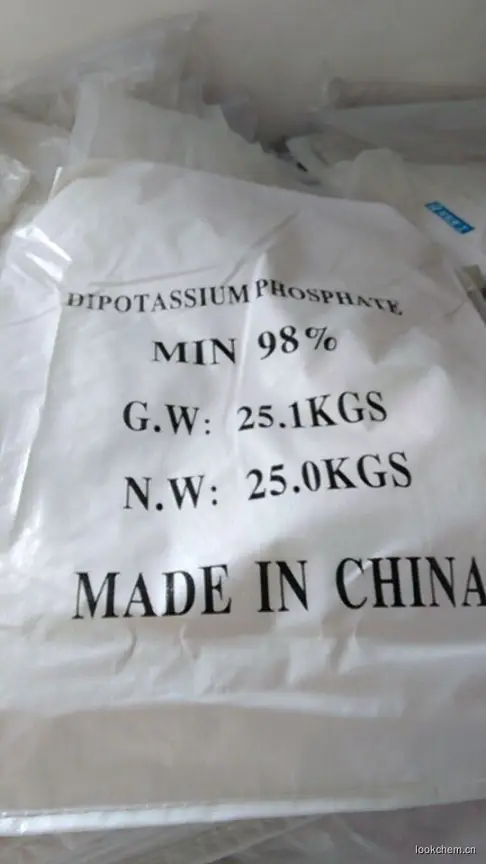 DIPOTASSIUM PHOSPHATE
MIN 98%
G.W: 25.1KGS
N.W: 25.0KGS
MADE IN CHINA
lookchem.cn